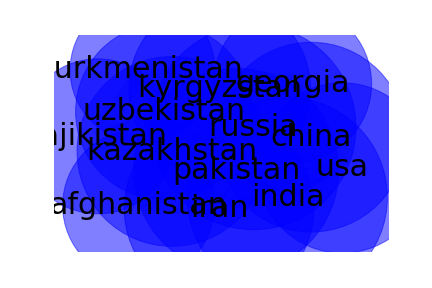 urkmenistan
georgia
kyrgyzstan
uzbekistan
russia
ajikistan
china
kazakhstan
pakistan
usa
india
afghanistan
iran